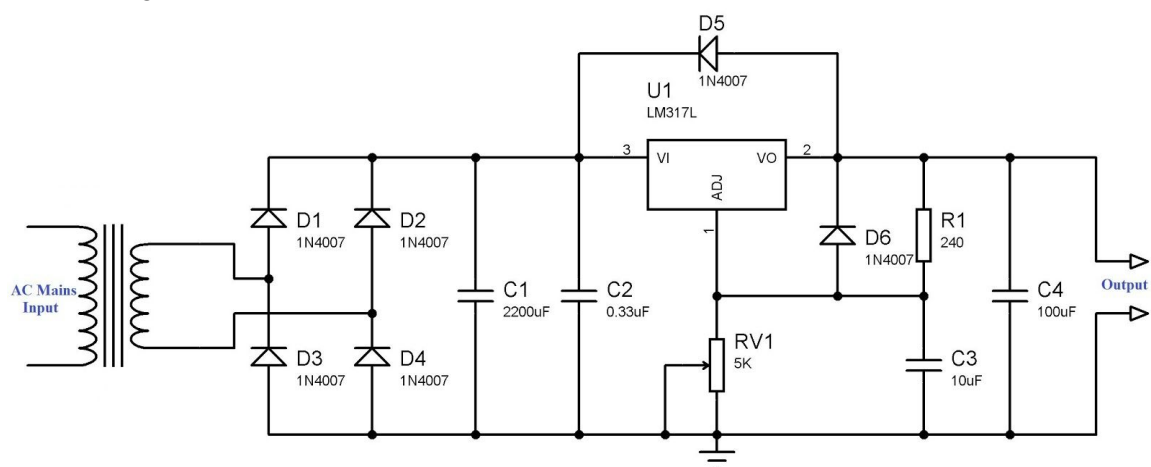 D5
1N4007
U1
LM317L
3
VI
VO
2
ADJ
1
D1
1N4007
D2
1N4007
D6
1N4007
R1
240
AC Mains
Input
C1
2200uF
C2
0.33uF
C4
100uF
Output
D3
1N4007
D4
1N4007
RV1
5K
C3
10uF